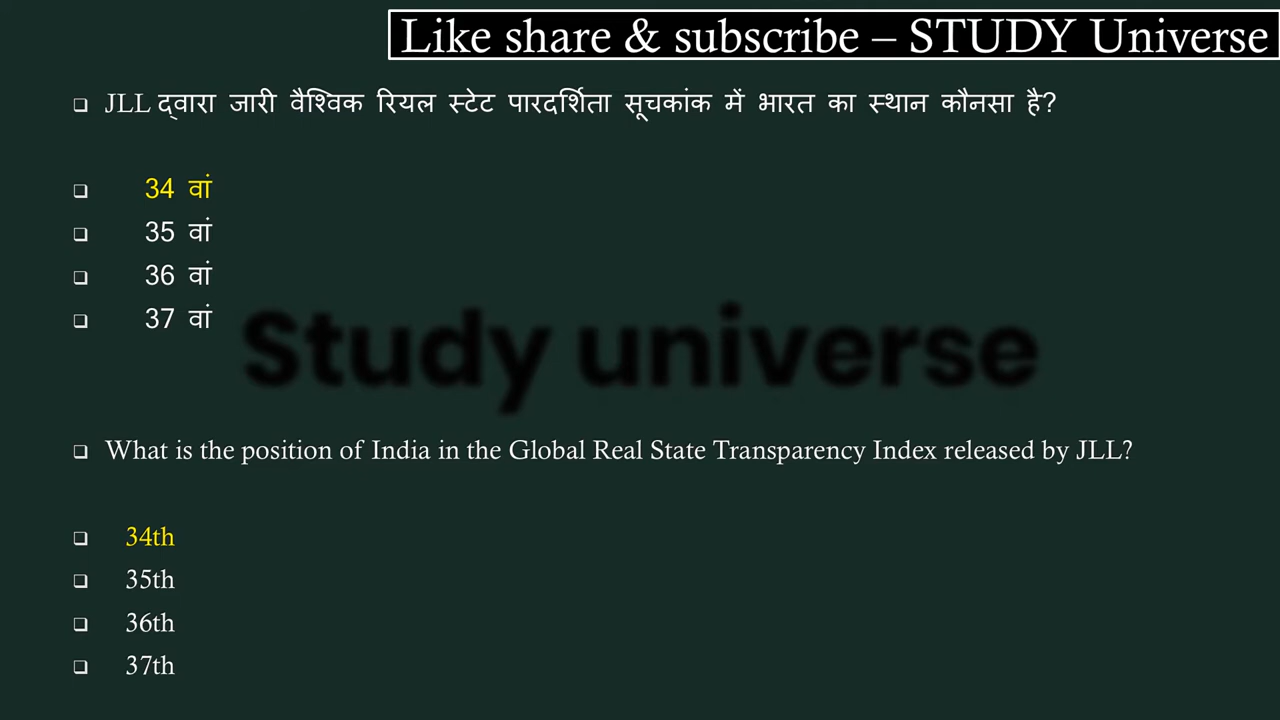 Like share & subscribe – STUDY Universe
❑ JLL द्वारा जारी वैश्विक रियल स्टेट पारदर्शिता सूचकांक में भारत का स्थान कौनसा है?
❑ 34 वां
❑ 35 वां
❑ 36 वां
❑ 37 वां
Study universe
❑ What is the position of India in the Global Real State Transparency Index released by JLL?
❑ 34th
❑ 35th
❑ 36th
❑ 37th